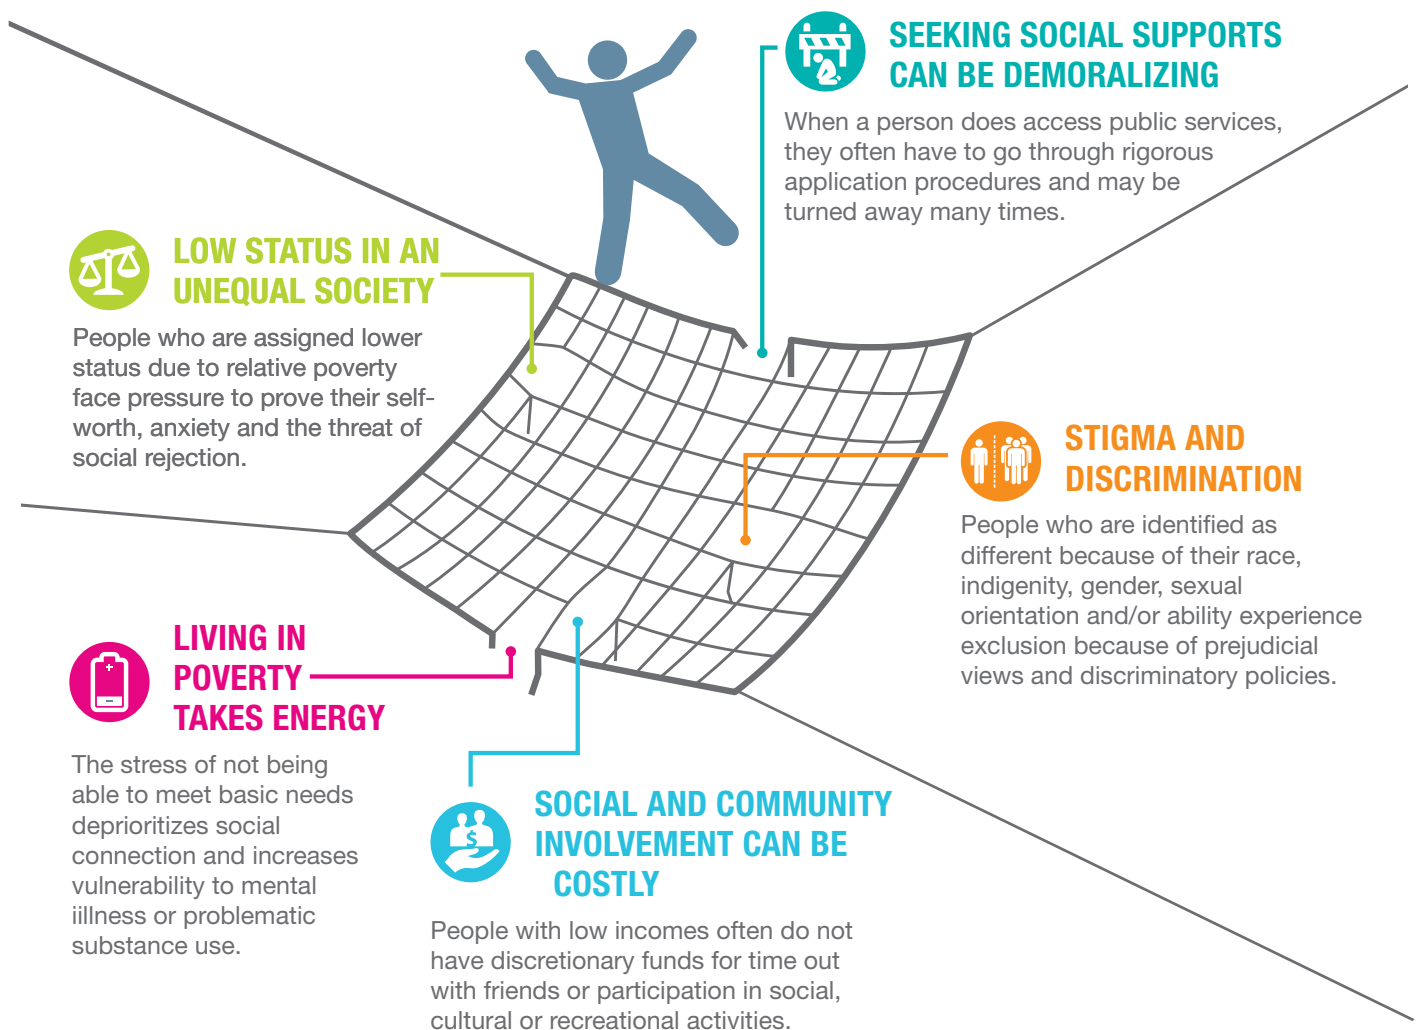 SEEKING SOCIAL SUPPORTS
CAN BE DEMORALIZING
When a person does access public services,
they often have to go through rigorous
application procedures and may be
turned away many times.
LOW STATUS IN AN
UNEQUAL SOCIETY
People who are assigned lower
status due to relative poverty
face pressure to prove their self-
worth, anxiety and the threat of
social rejection.
STIGMA AND
DISCRIMINATION
People who are identified as
different because of their race,
indigenity, gender, sexual
orientation and/or ability experience
exclusion because of prejudicial
views and discriminatory policies.
LIVING IN
POVERTY
TAKES ENERGY
The stress of not being
able to meet basic needs
deprioritizes social
connection and increases
vulnerability to mental
iillness or problematic
substance use.
$
SOCIAL AND COMMUNITY
INVOLVEMENT CAN BE
COSTLY
People with low incomes often do not
have discretionary funds for time out
with friends or participation in social,
cultural or recreational activities.